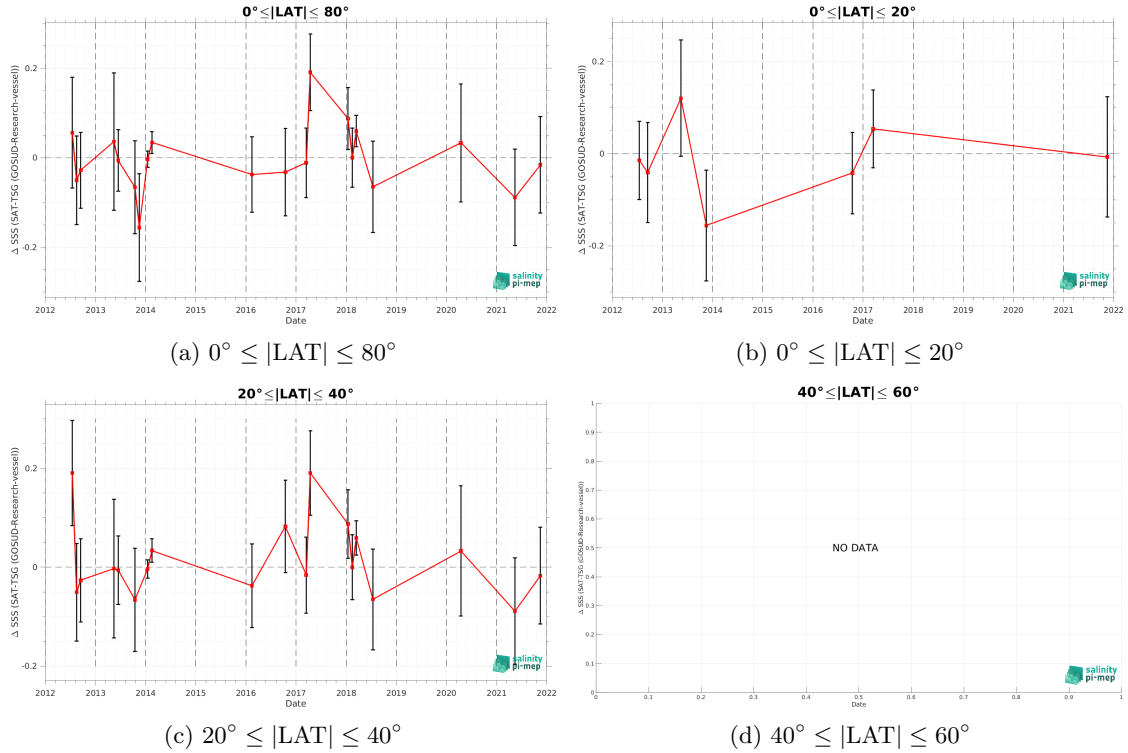 0°≤|LAT|≤ 80°
Δ SSS (SAT-TSG (GOSUD-Research-vessel))
0.2
0
-0.2
2012 2013 2014 2015 2016 2017 2018 2019 2020 2021 2022
Date
salinity
pi-mep
(a) 0° ≤ |LAT| ≤ 80°
0°≤|LAT|≤ 20°
Δ SSS (SAT-TSG (GOSUD-Research-vessel))
0.2
0
-0.2
2012 2013 2014 2015 2016 2017 2018 2019 2020 2021 2022
Date
salinity
pi-mep
(b) 0° ≤ |LAT| ≤ 20°
20°≤|LAT|≤ 40°
Δ SSS (SAT-TSG (GOSUD-Research-vessel))
0.2
0
-0.2
2012 2013 2014 2015 2016 2017 2018 2019 2020 2021 2022
Date
salinity
pi-mep
(c) 20° ≤ |LAT| ≤ 40°
40°≤|LAT|≤ 60°
Δ SSS (SAT-TSG (GOSUD-Research-vessel))
1
0.9
0.8
0.7
0.6
0.5
0.4
0.3
0.2
0.1
0
NO DATA
0 0.1 0.2 0.3 0.4 0.5 0.6 0.7 0.8 0.9 1
Date
salinity
pi-mep
(d) 40° ≤ |LAT| ≤ 60°